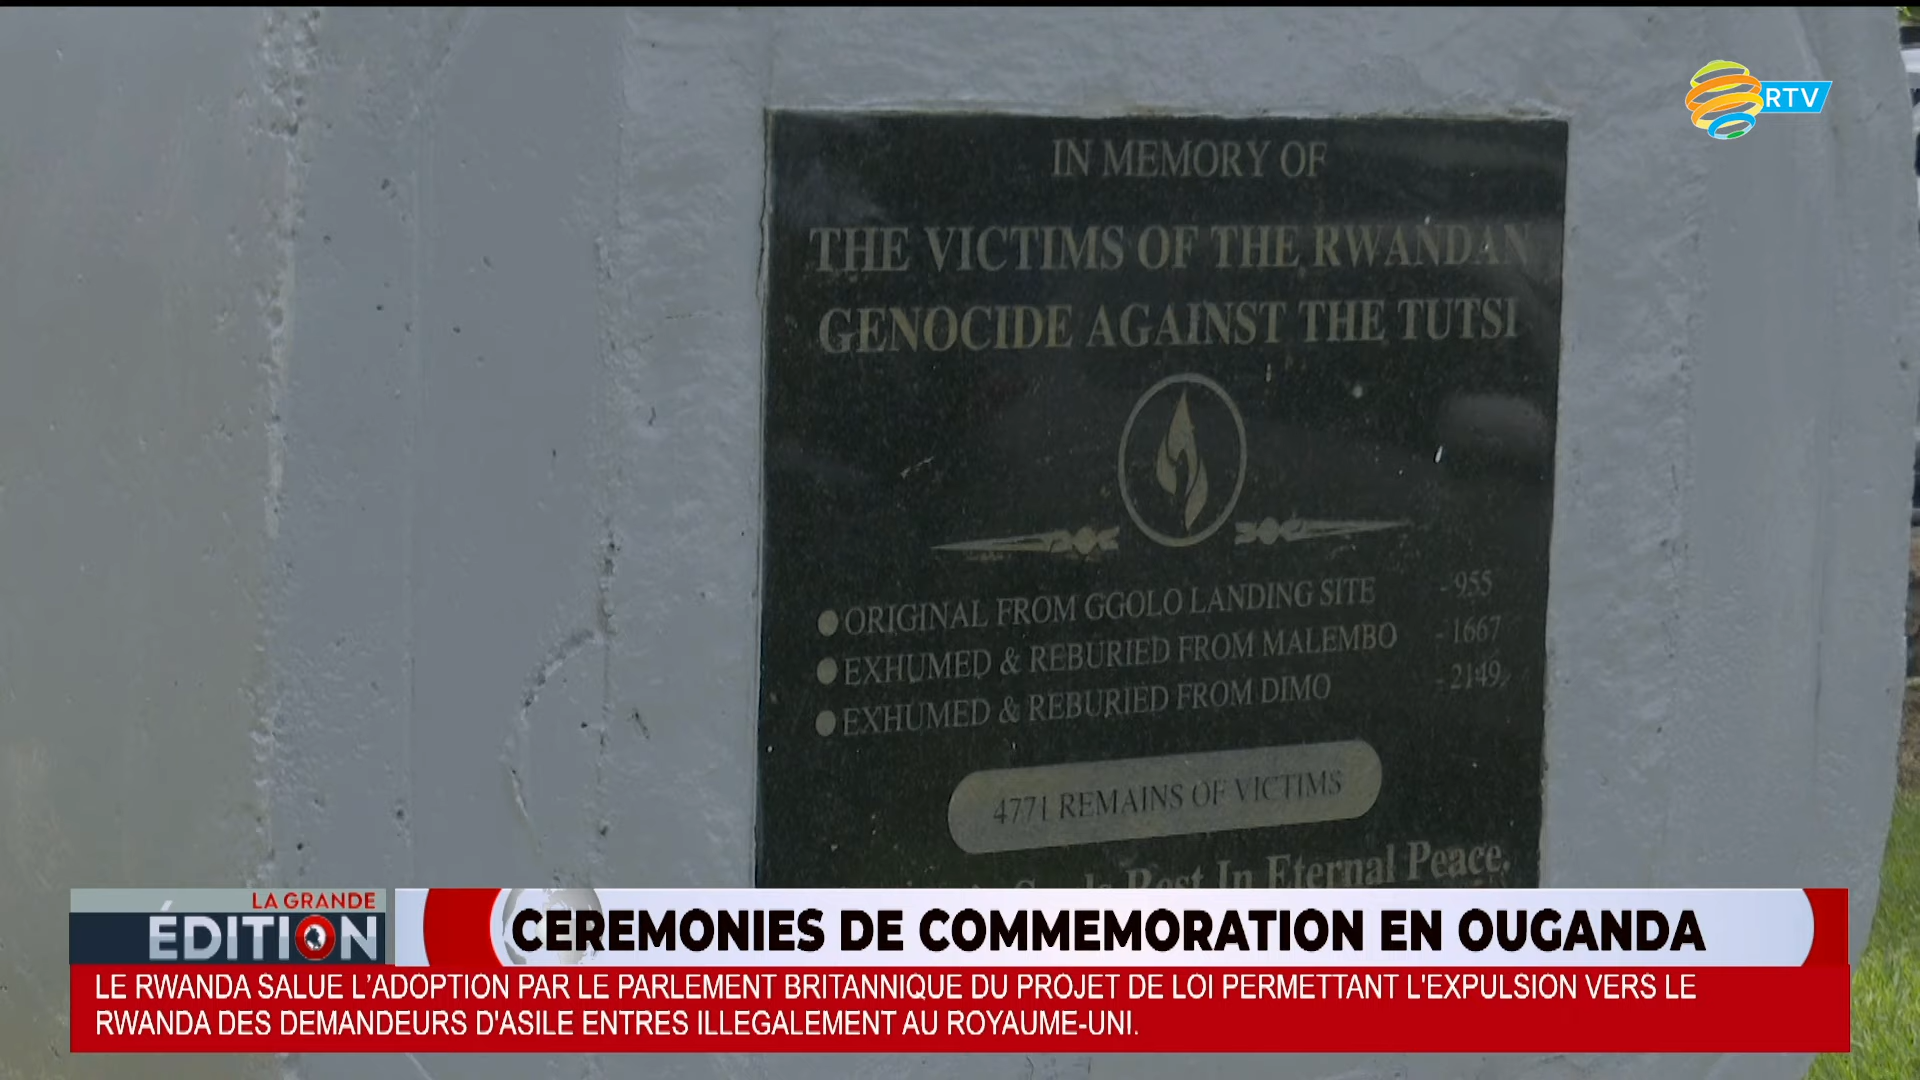 RTV
IN MEMORY OF
THE VICTIMS OF THE RWANDAN
GENOCIDE AGAINST THE TUTSI
ORIGINAL FROM GGOLO LANDING SITE - 955
EXHUMED & REBURIED FROM MALEMBO - 1667
EXHUMED & REBURIED FROM DIMO - 2149
4771 REMAINS OF VICTIMS
Rest In Eternal Peace.
LA GRANDE
ÉDITION
CEREMONIES DE COMMEMORATION EN OUGANDA
LE RWANDA SALUE L'ADOPTION PAR LE PARLEMENT BRITANNIQUE DU PROJET DE LOI PERMETTANT L'EXPULSION VERS LE
RWANDA DES DEMANDEURS D'ASILE ENTRES ILLEGALEMENT AU ROYAUME-UNI.